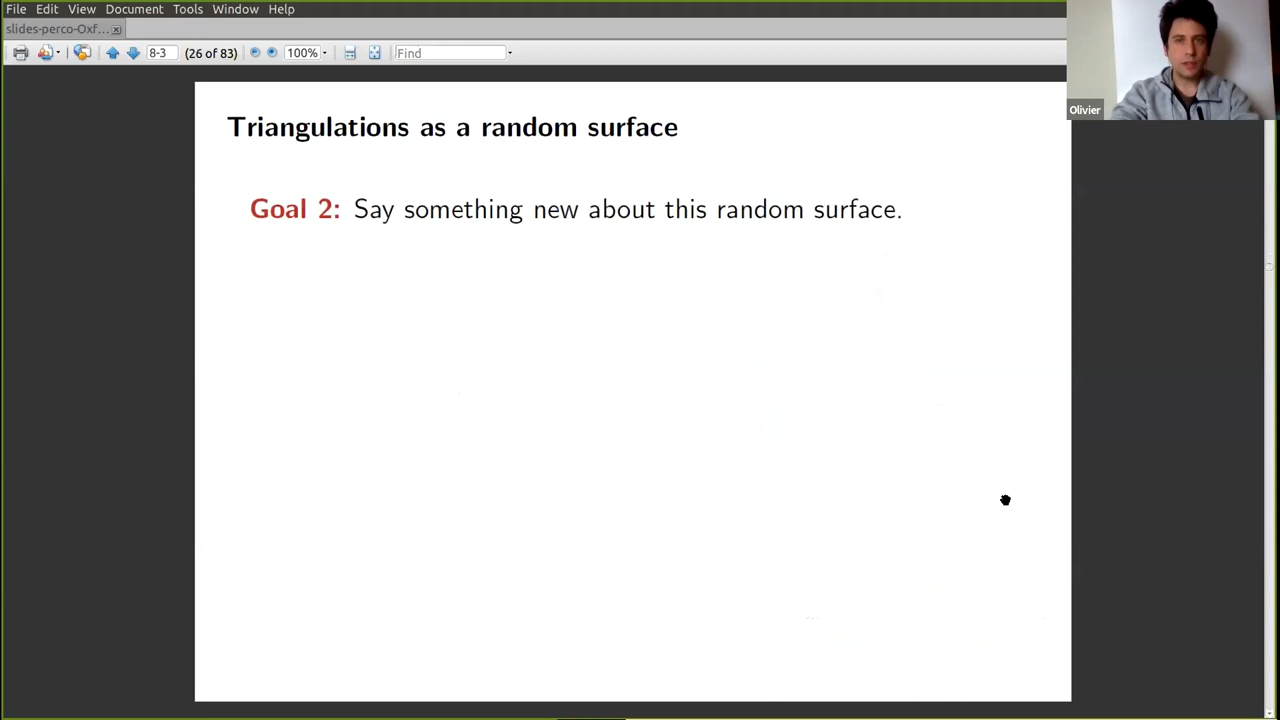 File Edit View Document Tools Window Help
slides-perco-Oxf...
8-3 (26 of 83) 100% Find
Olivier
Triangulations as a random surface
Goal 2: Say something new about this random surface.